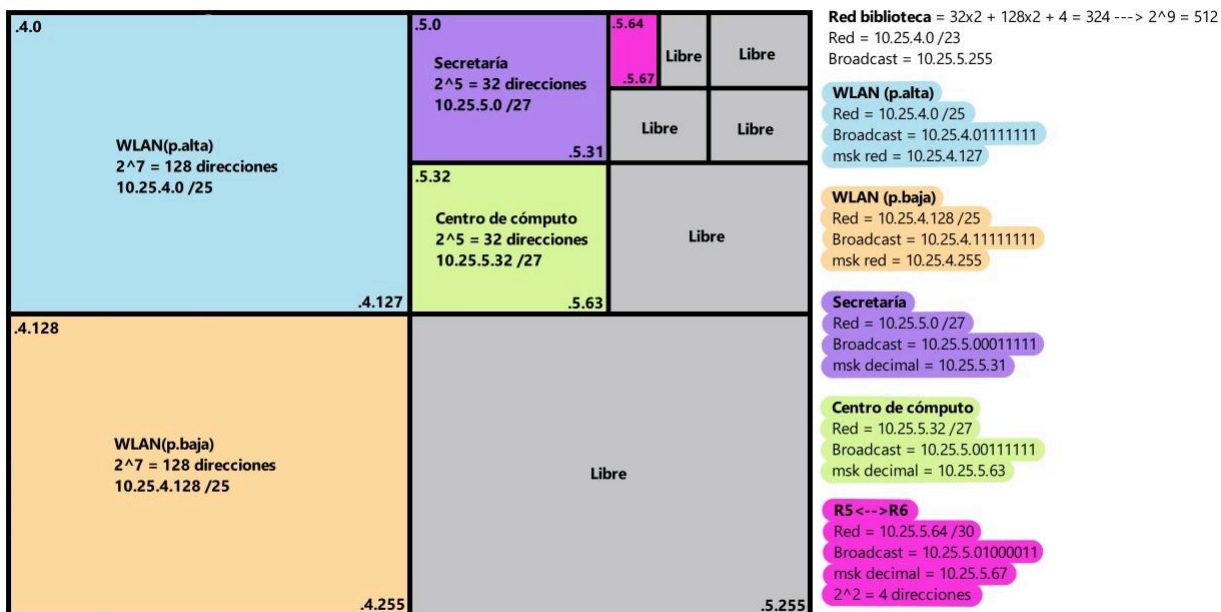 .4.0
WLAN(p.alta)
2^7 = 128 direcciones
10.25.4.0 /25
.4.127
.4.128
WLAN(p.baja)
2^7 = 128 direcciones
10.25.4.128 /25
.4.255
.5.0
Secretaría
2^5 = 32 direcciones
10.25.5.0 /27
.5.31
.5.32
Centro de cómputo
2^5 = 32 direcciones
10.25.5.32 /27
.5.63
.5.64
.5.67
Libre
Libre
Libre
Libre
Libre
Libre
.5.255
Red biblioteca = 32x2 + 128x2 + 4 = 324 ---> 2^9 = 512
Red = 10.25.4.0 /23
Broadcast = 10.25.5.255
WLAN (p.alta)
Red = 10.25.4.0 /25
Broadcast = 10.25.4.01111111
msk red = 10.25.4.127
WLAN (p.baja)
Red = 10.25.4.128 /25
Broadcast = 10.25.4.11111111
msk red = 10.25.4.255
Secretaría
Red = 10.25.5.0 /27
Broadcast = 10.25.5.00011111
msk decimal = 10.25.5.31
Centro de cómputo
Red = 10.25.5.32 /27
Broadcast = 10.25.5.00111111
msk decimal = 10.25.5.63
R5<-->R6
Red = 10.25.5.64 /30
Broadcast = 10.25.5.01000011
msk decimal = 10.25.5.67
2^2 = 4 direcciones